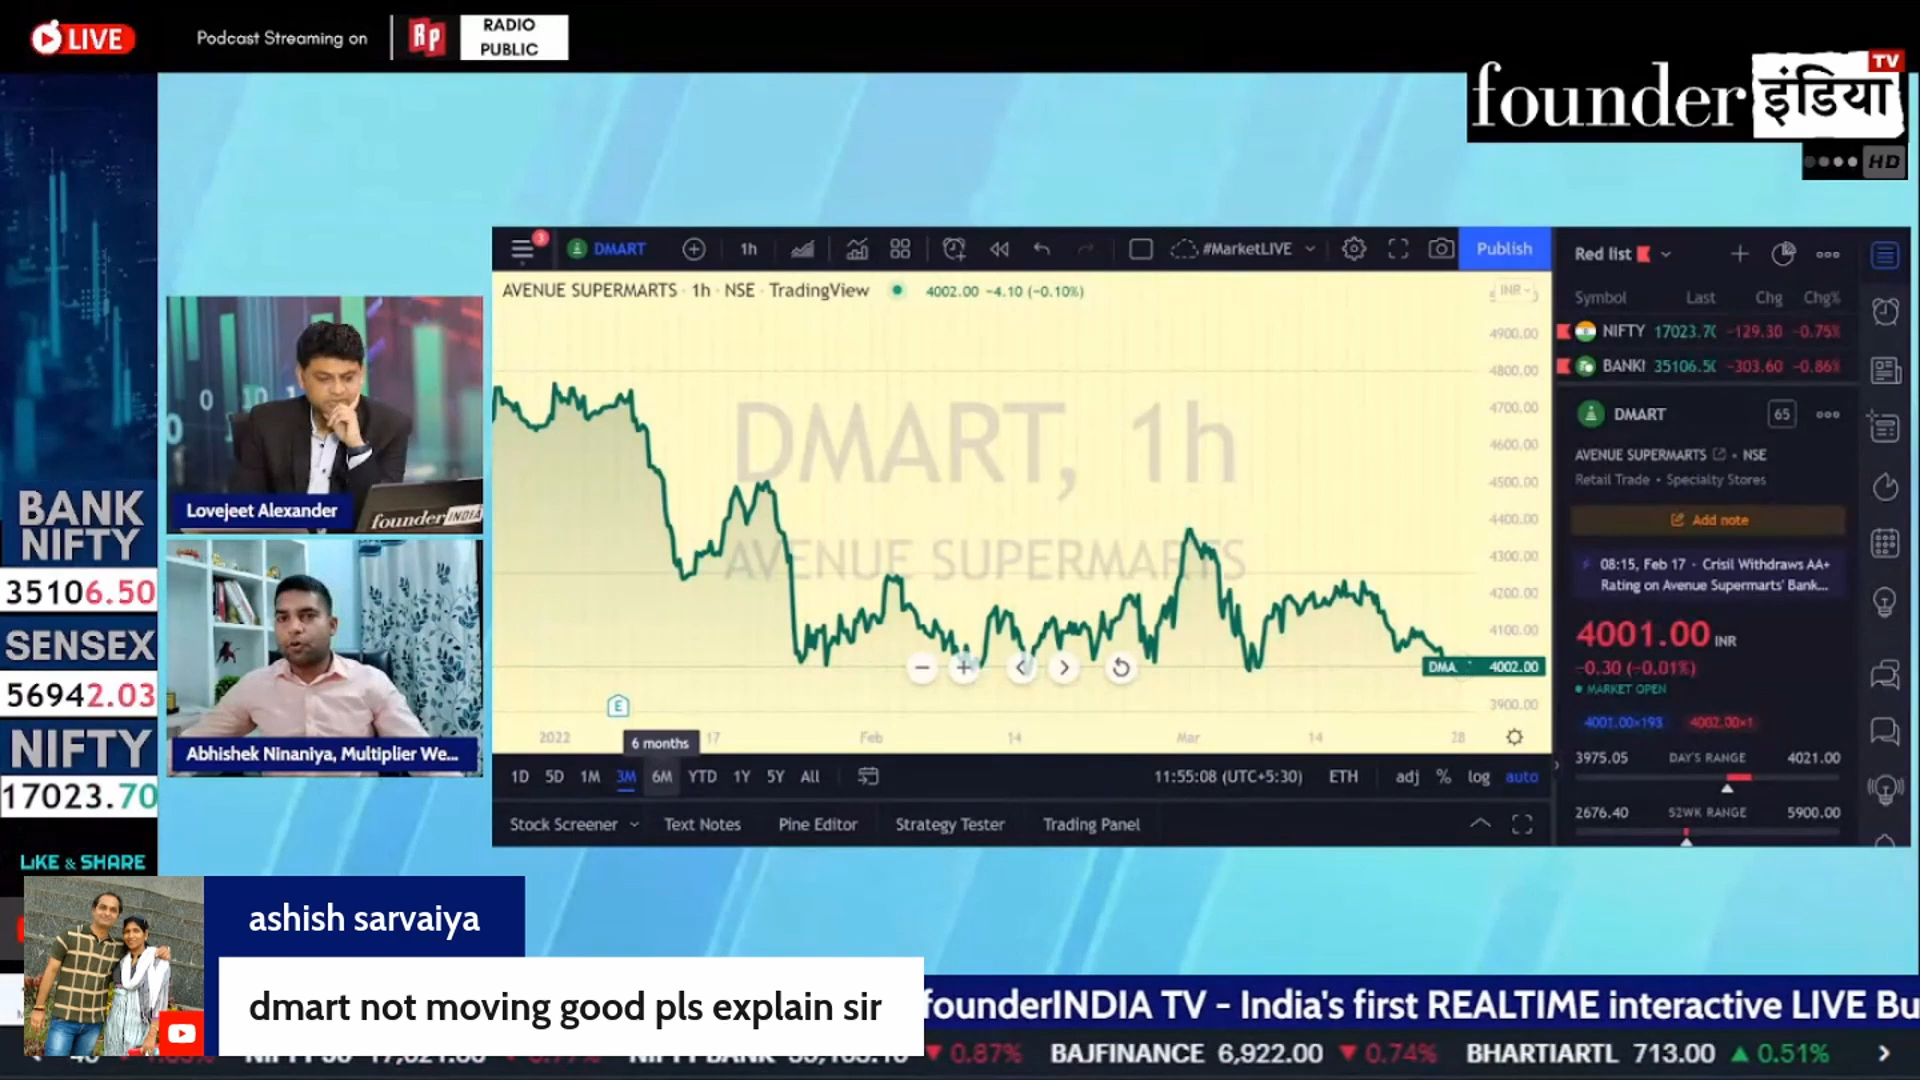 LIVE
Podcast Streaming on
Rp
RADIO
PUBLIC
founder इंडिया
TV
HD
3
DMART
1h
#MarketLIVE
Publish
AVENUE SUPERMARTS · 1h · NSE · TradingView
4002.00 −4.10 (−0.10%)
INR
4900.00
4800.00
4700.00
4600.00
4500.00
4400.00
4300.00
4200.00
4100.00
DMA
4002.00
3900.00
DMART, 1h
AVENUE SUPERMARTS
E
2022
17
Feb
14
Mar
14
28
6 months
1D 5D 1M 3M 6M YTD 1Y 5Y All
11:55:08 (UTC+5:30) ETH adj % log auto
Stock Screener Text Notes Pine Editor Strategy Tester Trading Panel
Red list
Symbol Last Chg Chg%
NIFTY 17023.70 −129.30 −0.75%
BANKI 35106.50 −303.60 −0.86%
DMART
65
AVENUE SUPERMARTS • NSE
Retail Trade • Specialty Stores
Add note
08:15, Feb 17 · Crisil Withdraws AA+
Rating on Avenue Supermarts' Bank...
4001.00 INR
−0.30 (−0.01%)
MARKET OPEN
4001.00×193 4002.00×1
3975.05 DAY'S RANGE 4021.00
2676.40 52WK RANGE 5900.00
Lovejeet Alexander
founder INDIA
Abhishek Ninaniya, Multiplier We...
BANK
NIFTY
35106.50
SENSEX
56942.03
NIFTY
17023.70
LIKE & SHARE
ashish sarvaiya
dmart not moving good pls explain sir
founderINDIA TV - India's first REALTIME interactive LIVE Bu
0.87% BAJFINANCE 6,922.00 ▼ 0.74% BHARTIARTL 713.00 ▲ 0.51%